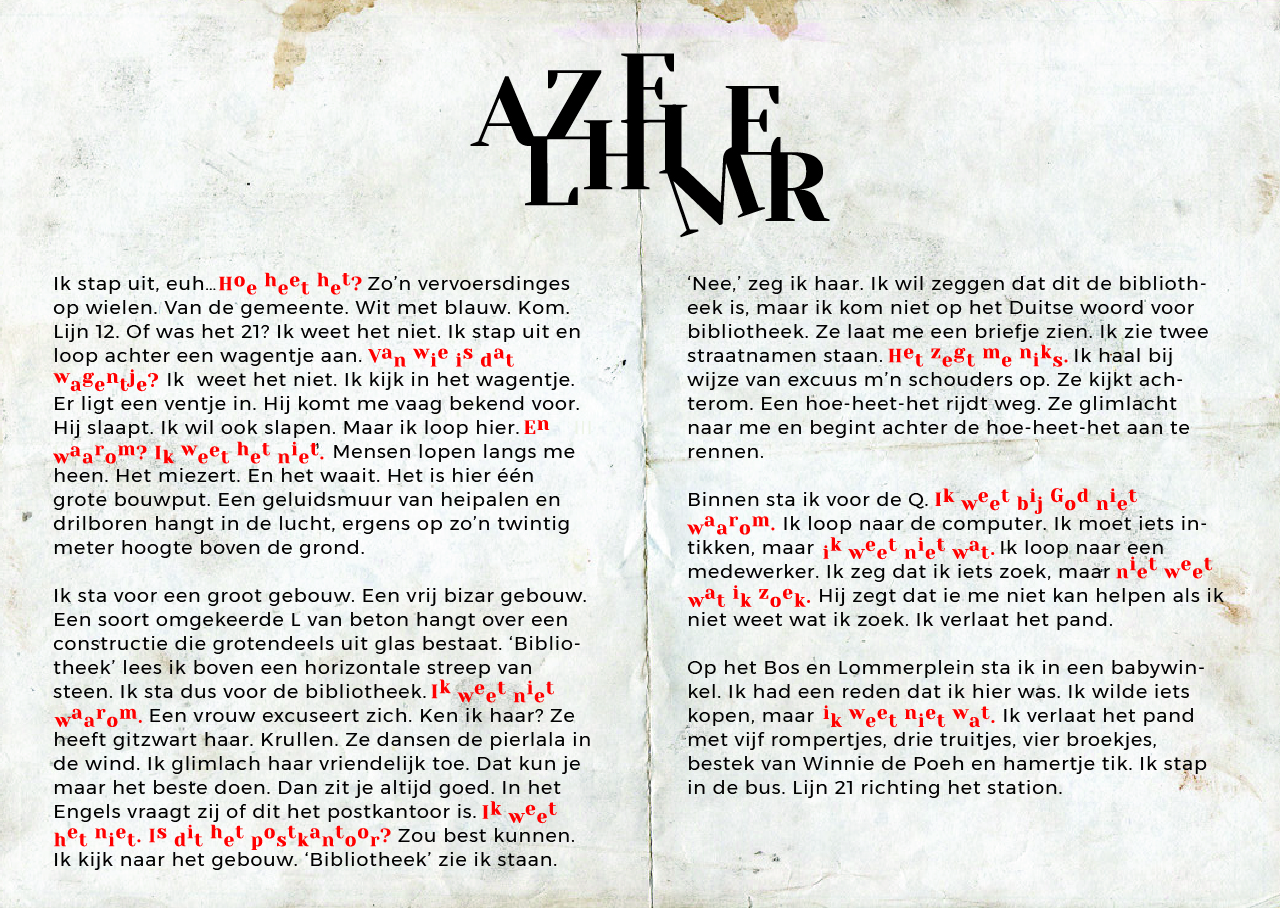 ALZHEIMER
Ik stap uit, euh…Hoe heet het? Zo’n vervoersdinges
op wielen. Van de gemeente. Wit met blauw. Kom.
Lijn 12. Of was het 21? Ik weet het niet. Ik stap uit en
loop achter een wagentje aan. Van wie is dat
wagentje? Ik  weet het niet. Ik kijk in het wagentje.
Er ligt een ventje in. Hij komt me vaag bekend voor.
Hij slaapt. Ik wil ook slapen. Maar ik loop hier. En
waarom? Ik weet het niet. Mensen lopen langs me
heen. Het miezert. En het waait. Het is hier één
grote bouwput. Een geluidsmuur van heipalen en
drilboren hangt in de lucht, ergens op zo’n twintig
meter hoogte boven de grond.
Ik sta voor een groot gebouw. Een vrij bizar gebouw.
Een soort omgekeerde L van beton hangt over een
constructie die grotendeels uit glas bestaat. ‘Biblio-
theek’ lees ik boven een horizontale streep van
steen. Ik sta dus voor de bibliotheek. Ik weet niet
waarom. Een vrouw excuseert zich. Ken ik haar? Ze
heeft gitzwart haar. Krullen. Ze dansen de pierlala in
de wind. Ik glimlach haar vriendelijk toe. Dat kun je
maar het beste doen. Dan zit je altijd goed. In het
Engels vraagt zij of dit het postkantoor is. Ik weet
het niet. Is dit het postkantoor? Zou best kunnen.
Ik kijk naar het gebouw. ‘Bibliotheek’ zie ik staan.
‘Nee,’ zeg ik haar. Ik wil zeggen dat dit de biblioth-
eek is, maar ik kom niet op het Duitse woord voor
bibliotheek. Ze laat me een briefje zien. Ik zie twee
straatnamen staan. Het zegt me niks. Ik haal bij
wijze van excuus m’n schouders op. Ze kijkt ach-
terom. Een hoe-heet-het rijdt weg. Ze glimlacht
naar me en begint achter de hoe-heet-het aan te
rennen.
Binnen sta ik voor de Q. Ik weet bij God niet
waarom. Ik loop naar de computer. Ik moet iets in-
tikken, maar ik weet niet wat. Ik loop naar een
medewerker. Ik zeg dat ik iets zoek, maar niet weet
wat ik zoek. Hij zegt dat ie me niet kan helpen als ik
niet weet wat ik zoek. Ik verlaat het pand.
Op het Bos en Lommerplein sta ik in een babywin-
kel. Ik had een reden dat ik hier was. Ik wilde iets
kopen, maar ik weet niet wat. Ik verlaat het pand
met vijf rompertjes, drie truitjes, vier broekjes,
bestek van Winnie de Poeh en hamertje tik. Ik stap
in de bus. Lijn 21 richting het station.